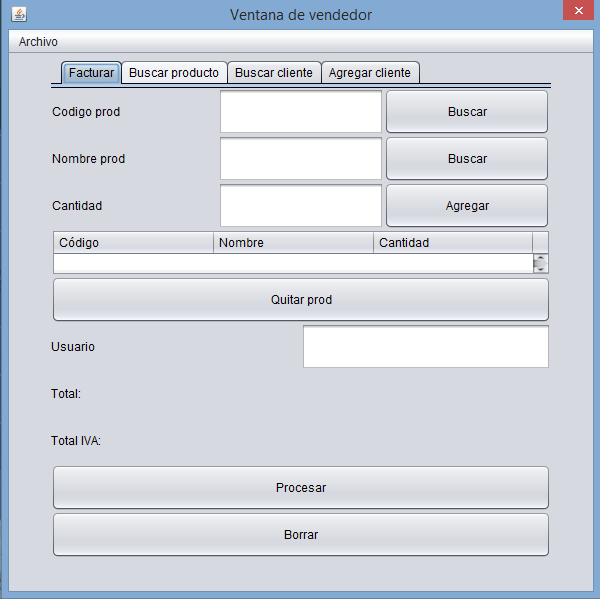 Ventana de vendedor
Archivo
Facturar Buscar producto Buscar cliente Agregar cliente
Codigo prod Buscar
Nombre prod Buscar
Cantidad Agregar
Código Nombre Cantidad
Quitar prod
Usuario
Total:
Total IVA:
Procesar
Borrar